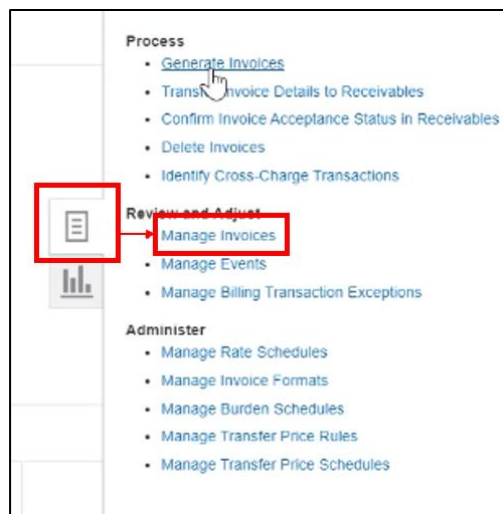 Process
Generate Invoices
Transfer Invoice Details to Receivables
Confirm Invoice Acceptance Status in Receivables
Delete Invoices
Identify Cross-Charge Transactions
Review and Adjust
Manage Invoices
Manage Events
Manage Billing Transaction Exceptions
Administer
Manage Rate Schedules
Manage Invoice Formats
Manage Burden Schedules
Manage Transfer Price Rules
Manage Transfer Price Schedules